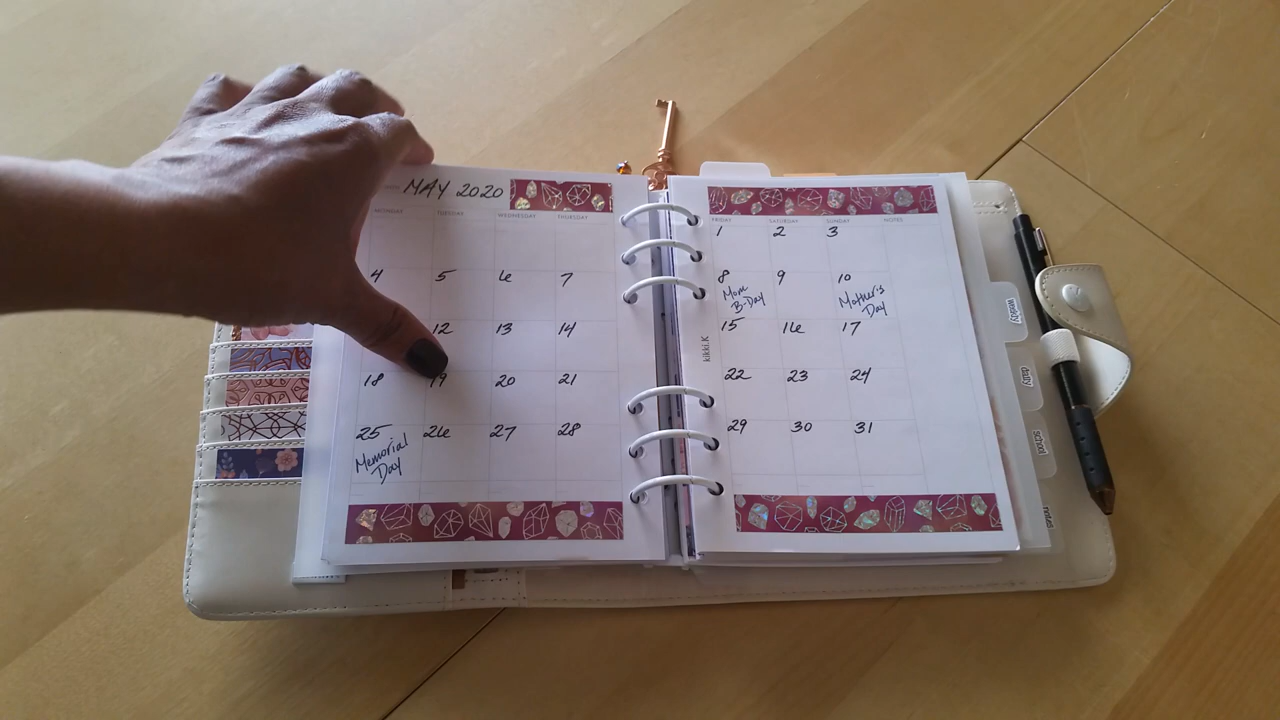 MAY 2020
MONDAY TUESDAY WEDNESDAY THURSDAY
4 5 6 7
12 13 14
18 19 20 21
25 26 27 28
Memorial
Day
FRIDAY SATURDAY SUNDAY NOTES
1 2 3
8 9 10
Mom
B-Day
Mother's
Day
15 16 17
22 23 24
29 30 31
kikki.K
weekly
daily
school
notes